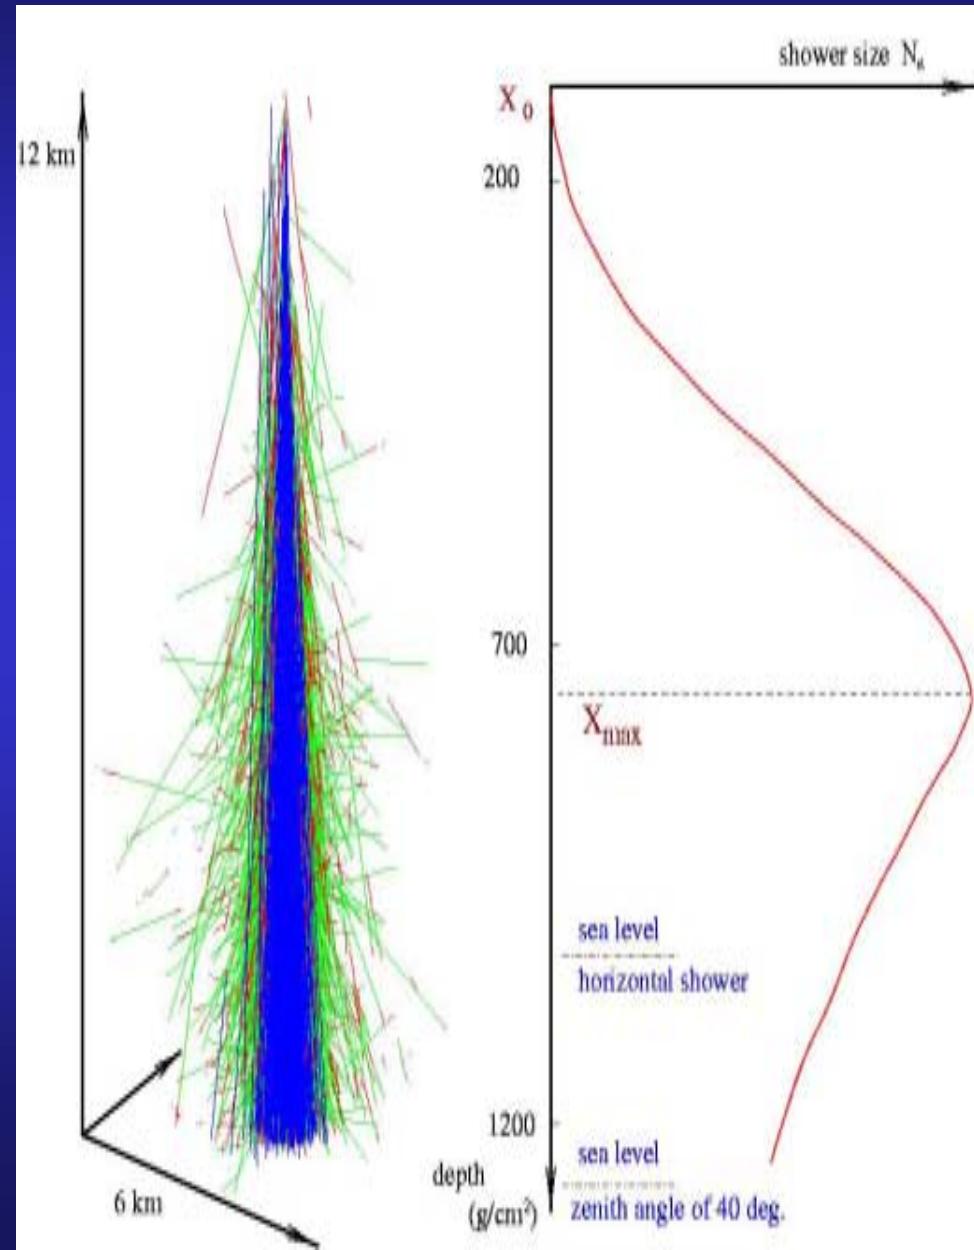 12 km
6 km
shower size Nₑ
X₀
200
700
Xmax
sea level
horizontal shower
1200
sea level
depth
(g/cm²)
zenith angle of 40 deg.